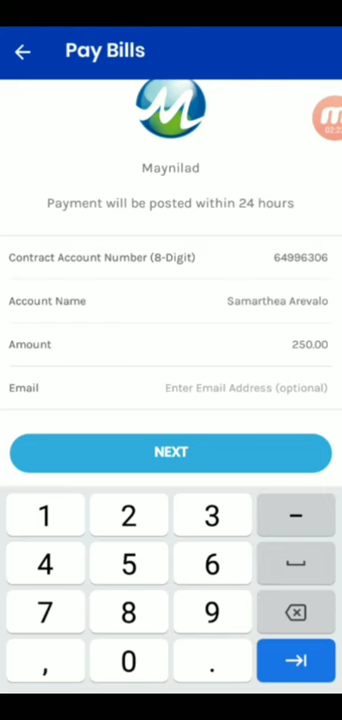 Pay Bills
Maynilad
Payment will be posted within 24 hours
Contract Account Number (8-Digit) 64996306
Account Name Samarthea Arevalo
Amount 250.00
Email Enter Email Address (optional)
NEXT
1 2 3 –
4 5 6
7 8 9
, 0 .